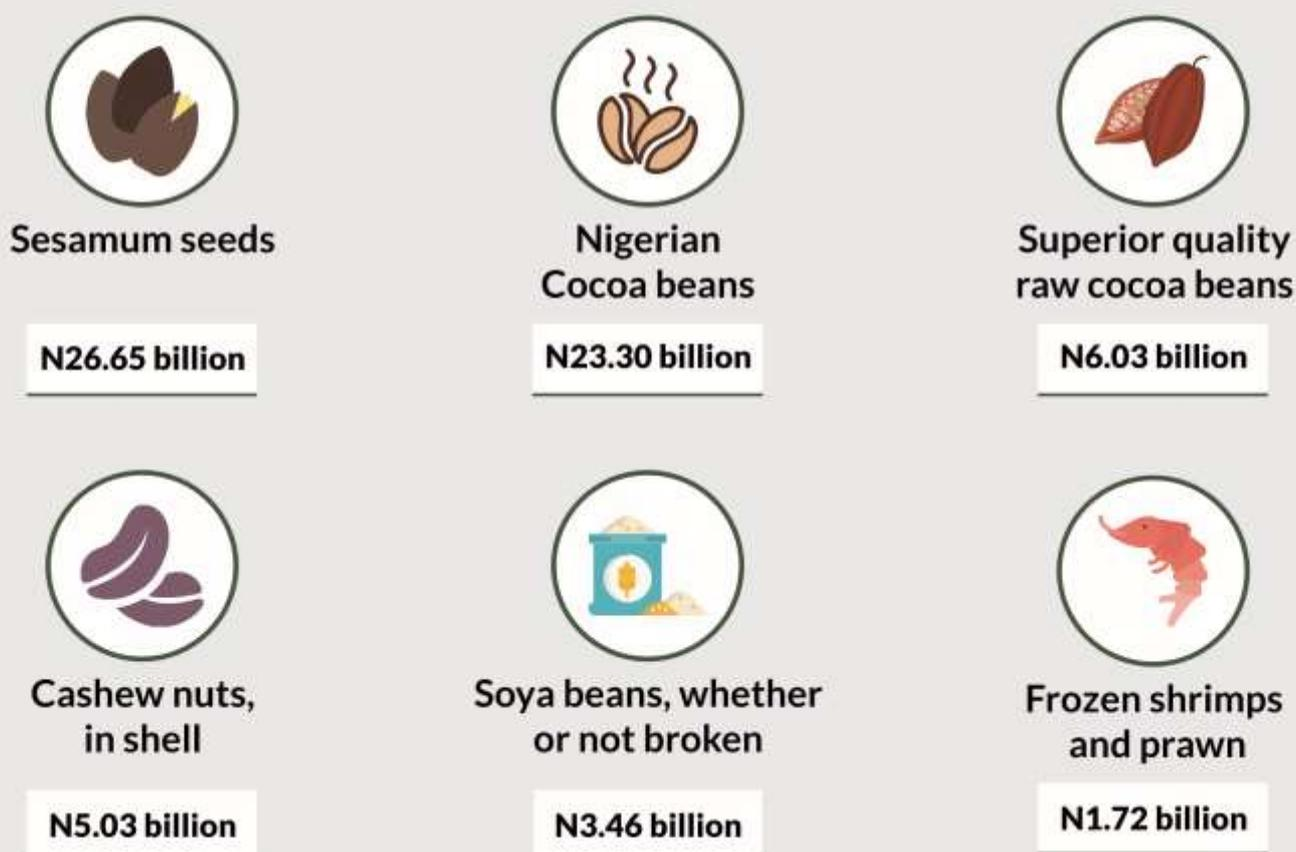 Sesamum seeds
N26.65 billion
Nigerian
Cocoa beans
N23.30 billion
Superior quality
raw cocoa beans
N6.03 billion
Cashew nuts,
in shell
N5.03 billion
Soya beans, whether
or not broken
N3.46 billion
Frozen shrimps
and prawn
N1.72 billion